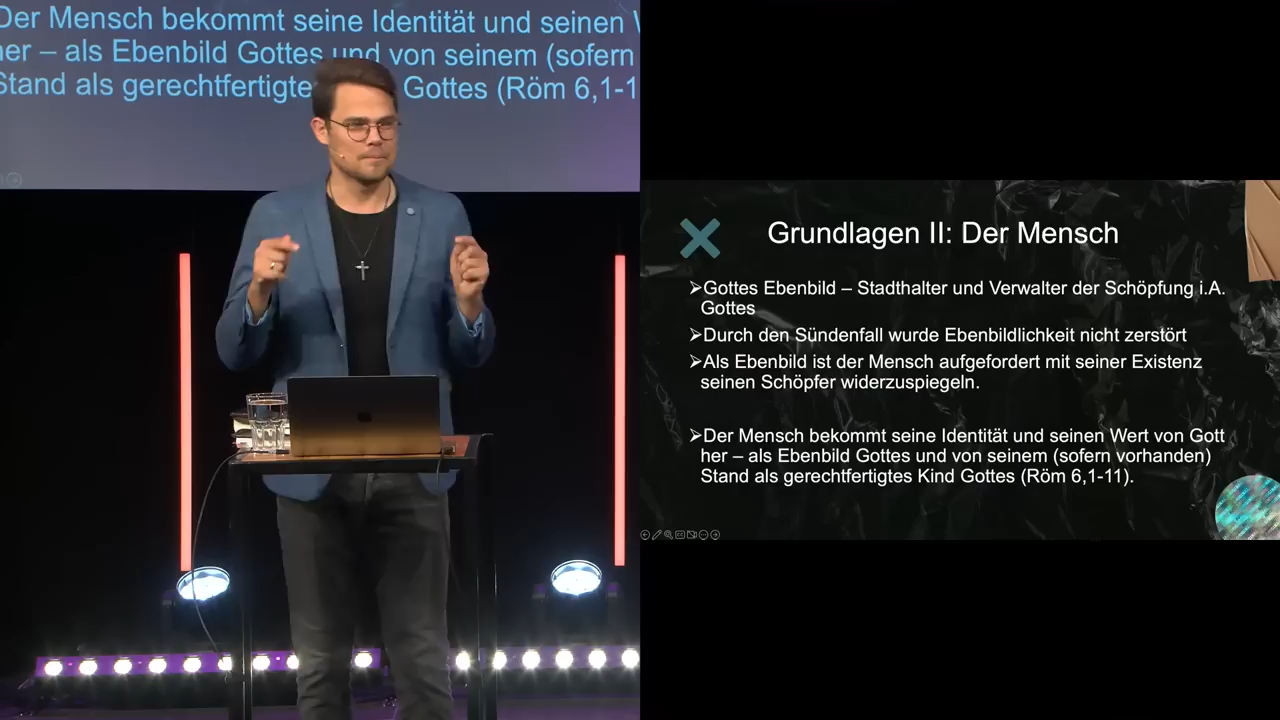 Der Mensch bekommt seine Identität und seinen
her – als Ebenbild Gottes und von seinem (sofern
Stand als gerechtfertigte Gottes (Röm 6,1-1
Grundlagen II: Der Mensch
➢Gottes Ebenbild – Stadthalter und Verwalter der Schöpfung i.A.
Gottes
➢Durch den Sündenfall wurde Ebenbildlichkeit nicht zerstört
➢Als Ebenbild ist der Mensch aufgefordert mit seiner Existenz
seinen Schöpfer widerzuspiegeln.
➢Der Mensch bekommt seine Identität und seinen Wert von Gott
her – als Ebenbild Gottes und von seinem (sofern vorhanden)
Stand als gerechtfertigtes Kind Gottes (Röm 6,1-11).